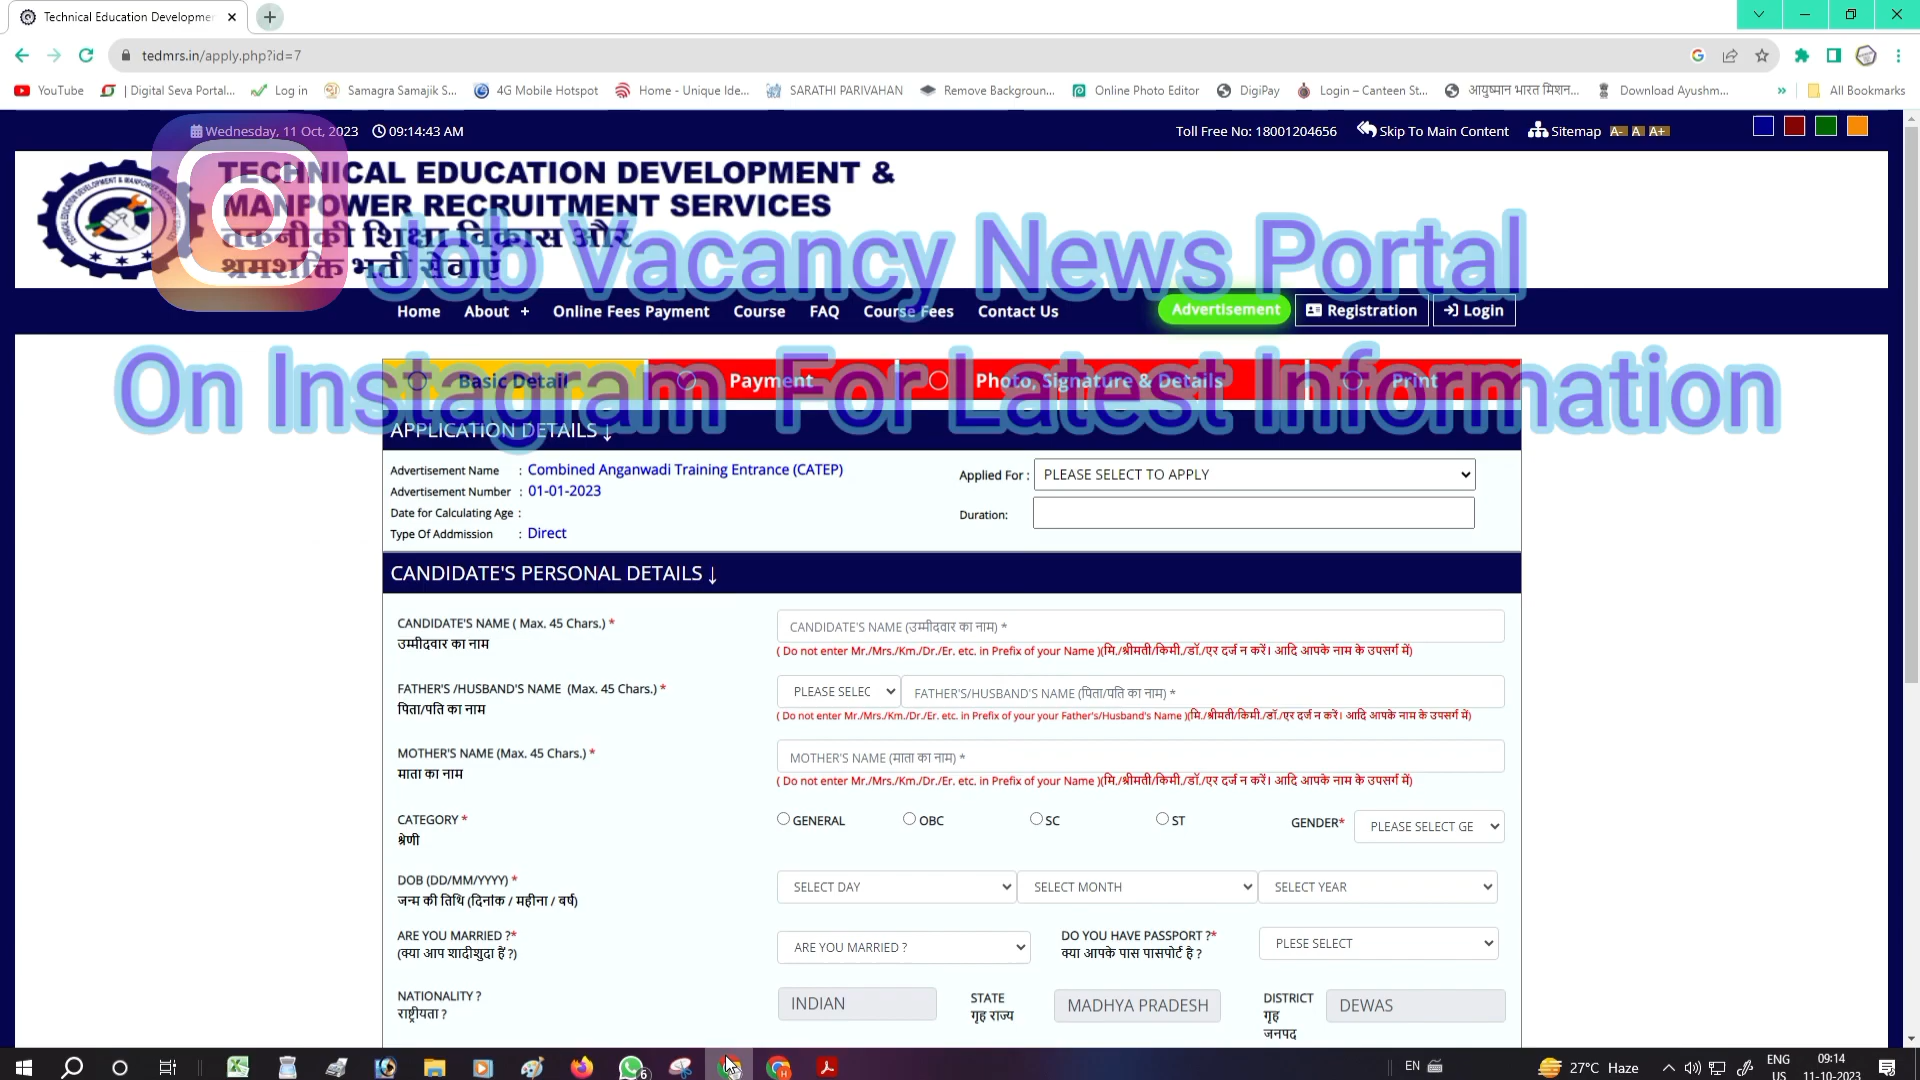 Technical Education Developmen
tedmrs.in/apply.php?id=7
YouTube | Digital Seva Portal... Log in Samagra Samajik S... 4G Mobile Hotspot Home - Unique Ide... SARATHI PARIVAHAN Remove Backgroun... Online Photo Editor DigiPay Login – Canteen St... आयुष्मान भारत मिशन... Download Ayushm... » All Bookmarks
Wednesday, 11 Oct, 2023 09:14:43 AM Toll Free No: 18001204656 Skip To Main Content Sitemap A- A A+
TECHNICAL EDUCATION DEVELOPMENT &
MANPOWER RECRUITMENT SERVICES
तकनीकी शिक्षा विकास और
श्रमशक्ति भर्ती सेवाएं
Job Vacancy News Portal
Home About + Online Fees Payment Course FAQ Course Fees Contact Us Advertisement Registration Login
On Instagram For Latest Information
Basic Detail Payment Photo, Signature & Details Print
APPLICATION DETAILS ↓
Advertisement Name : Combined Anganwadi Training Entrance (CATEP) Applied For : PLEASE SELECT TO APPLY
Advertisement Number : 01-01-2023
Date for Calculating Age : Duration:
Type Of Addmission : Direct
CANDIDATE'S PERSONAL DETAILS ↓
CANDIDATE'S NAME ( Max. 45 Chars.) * CANDIDATE'S NAME (उम्मीदवार का नाम) *
उम्मीदवार का नाम ( Do not enter Mr./Mrs./Km./Dr./Er. etc. in Prefix of your Name )(मि./श्रीमती/किमी./डॉ./एर दर्ज न करें। आदि आपके नाम के उपसर्ग में)
FATHER'S /HUSBAND'S NAME (Max. 45 Chars.) * PLEASE SELEC FATHER'S/HUSBAND'S NAME (पिता/पति का नाम) *
पिता/पति का नाम ( Do not enter Mr./Mrs./Km./Dr./Er. etc. in Prefix of your your Father's/Husband's Name )(मि./श्रीमती/किमी./डॉ./एर दर्ज न करें। आदि आपके नाम के उपसर्ग में)
MOTHER'S NAME (Max. 45 Chars.) * MOTHER'S NAME (माता का नाम) *
माता का नाम ( Do not enter Mr./Mrs./Km./Dr./Er. etc. in Prefix of your Name )(मि./श्रीमती/किमी./डॉ./एर दर्ज न करें। आदि आपके नाम के उपसर्ग में)
CATEGORY * GENERAL OBC SC ST GENDER* PLEASE SELECT GE
श्रेणी
DOB (DD/MM/YYYY) * SELECT DAY SELECT MONTH SELECT YEAR
जन्म की तिथि (दिनांक / महीना / वर्ष)
ARE YOU MARRIED ?* ARE YOU MARRIED ? DO YOU HAVE PASSPORT ?* PLESE SELECT
(क्या आप शादीशुदा हैं ?) क्या आपके पास पासपोर्ट है ?
NATIONALITY ? INDIAN STATE MADHYA PRADESH DISTRICT DEWAS
राष्ट्रीयता ? गृह राज्य गृह
जनपद
6 EN 27°C Haze ENG 09:14
US 11-10-2023